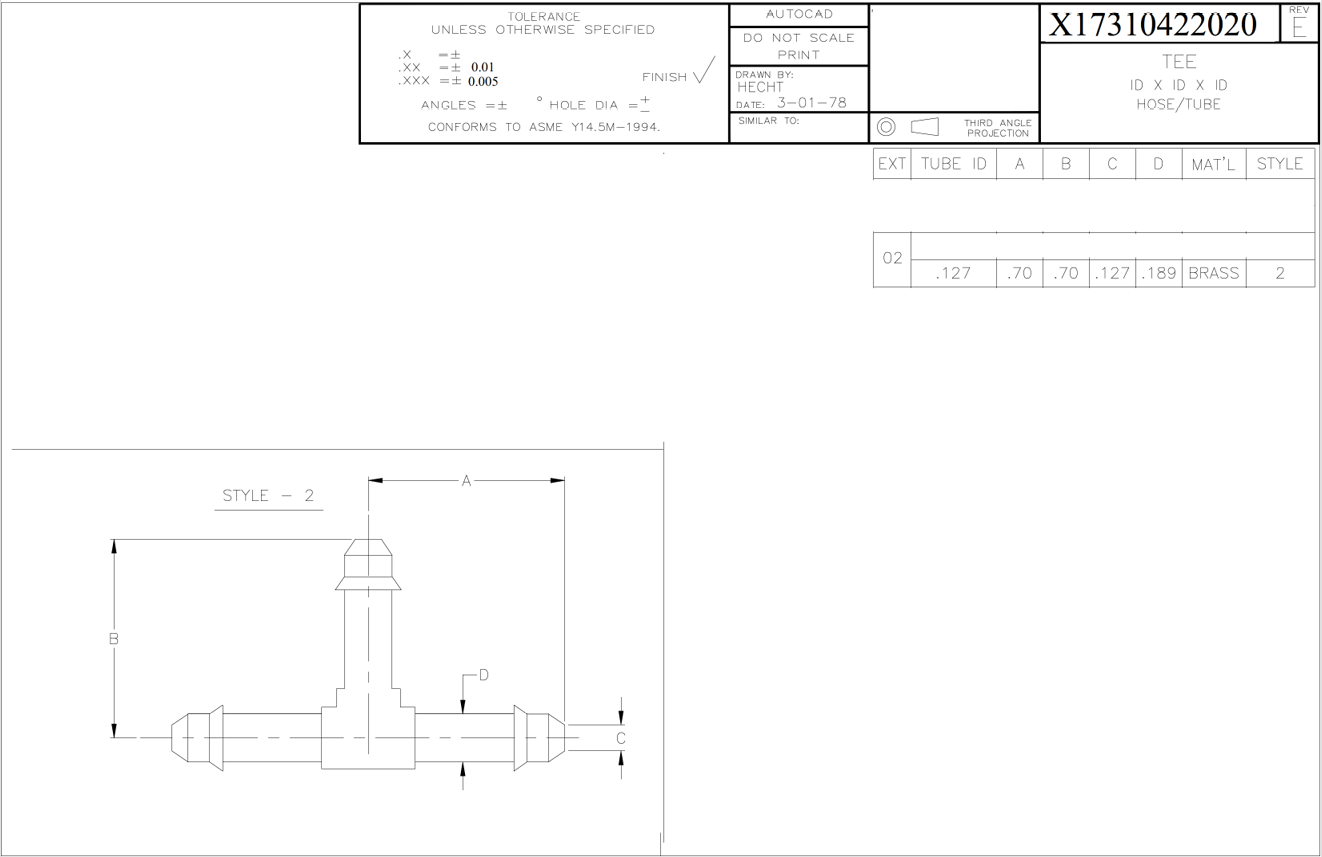 TOLERANCE
UNLESS OTHERWISE SPECIFIED
.X =±
.XX =± 0.01
.XXX =± 0.005
FINISH √
ANGLES =± ° HOLE DIA =±
CONFORMS TO ASME Y14.5M-1994.
AUTOCAD
DO NOT SCALE
PRINT
DRAWN BY:
HECHT
DATE: 3-01-78
SIMILAR TO:
THIRD ANGLE
PROJECTION
X17310422020
REV
E
TEE
ID X ID X ID
HOSE/TUBE
EXT TUBE ID A B C D MAT'L STYLE
02
.127 .70 .70 .127 .189 BRASS 2
STYLE - 2
A
B
D
C